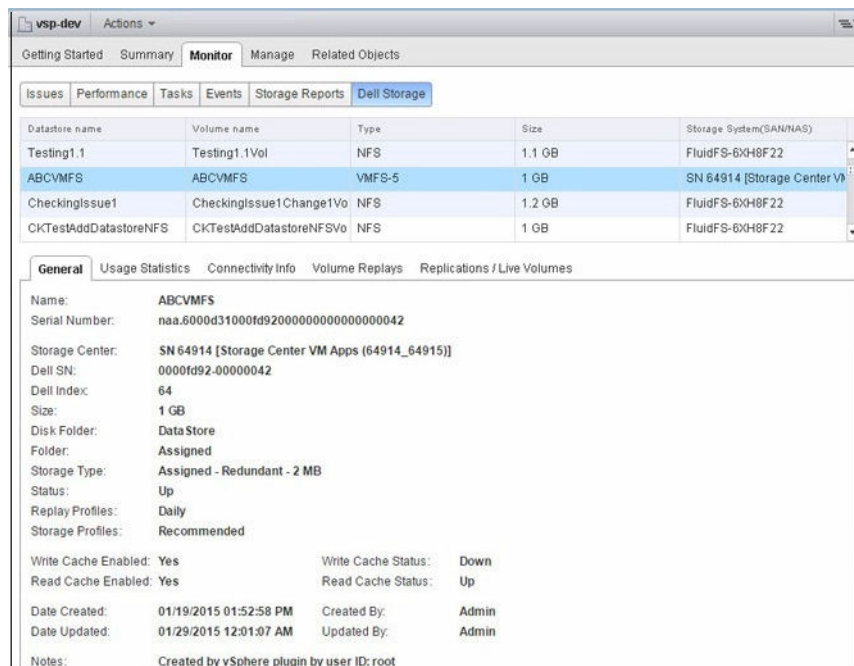 vsp-dev Actions
Getting Started Summary Monitor Manage Related Objects
Issues Performance Tasks Events Storage Reports Dell Storage
Datastore name Volume name Type Size Storage System(SAN/NAS)
Testing1.1 Testing1.1Vol NFS 1.1 GB FluidFS-6XH8F22
ABCVMFS ABCVMFS VMFS-5 1 GB SN 64914 [Storage Center VM
CheckingIssue1 CheckingIssue1Change1Vo NFS 1.2 GB FluidFS-6XH8F22
CKTestAddDatastoreNFS CKTestAddDatastoreNFSVo NFS 1 GB FluidFS-6XH8F22
General Usage Statistics Connectivity Info Volume Replays Replications / Live Volumes
Name: ABCVMFS
Serial Number: naa.6000d31000fd92000000000000000042
Storage Center: SN 64914 [Storage Center VM Apps (64914_64915)]
Dell SN: 0000fd92-00000042
Dell Index: 64
Size: 1 GB
Disk Folder: DataStore
Folder: Assigned
Storage Type: Assigned - Redundant - 2 MB
Status: Up
Replay Profiles: Daily
Storage Profiles: Recommended
Write Cache Enabled: Yes Write Cache Status: Down
Read Cache Enabled: Yes Read Cache Status: Up
Date Created: 01/19/2015 01:52:58 PM Created By: Admin
Date Updated: 01/29/2015 12:01:07 AM Updated By: Admin
Notes: Created by vSphere plugin by user ID: root